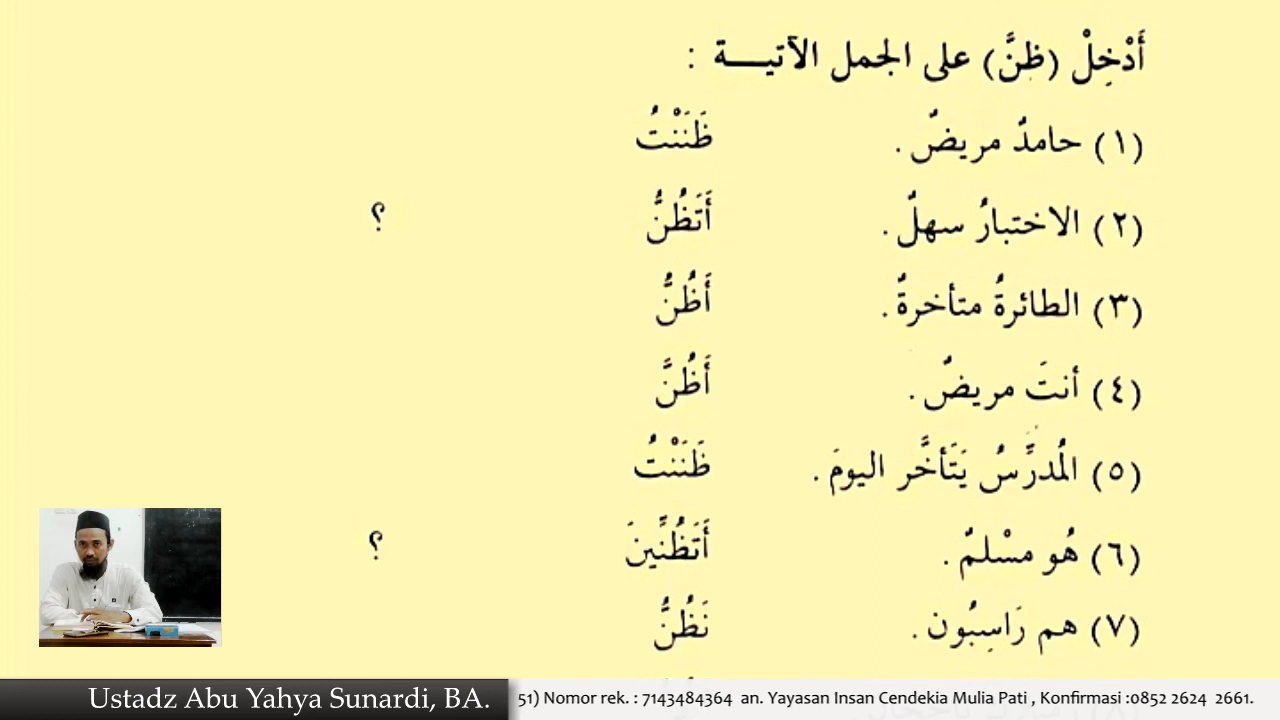 أَدْخِلْ (ظنَّ) على الجمل الآتيـــة :
(١) حامدٌ مريضٌ . ظَنَنْتُ
(٢) الاختبارُ سهلٌ . أَتَظُنُّ ؟
(٣) الطائرةُ متأخرةٌ . أَظُنُّ
(٤) أنتَ مريضٌ . أَظُنَّ
(٥) المُدرِّسُ يَتَأخَّر اليومَ . ظَنَنْتُ
(٦) هُو مسْلمٌ . أَتَظُنِّينَ ؟
(٧) هم رَاسِبُون . نَظُنُّ
Ustadz Abu Yahya Sunardi, BA.
51) Nomor rek. : 7143484364 an. Yayasan Insan Cendekia Mulia Pati , Konfirmasi :0852 2624 2661.